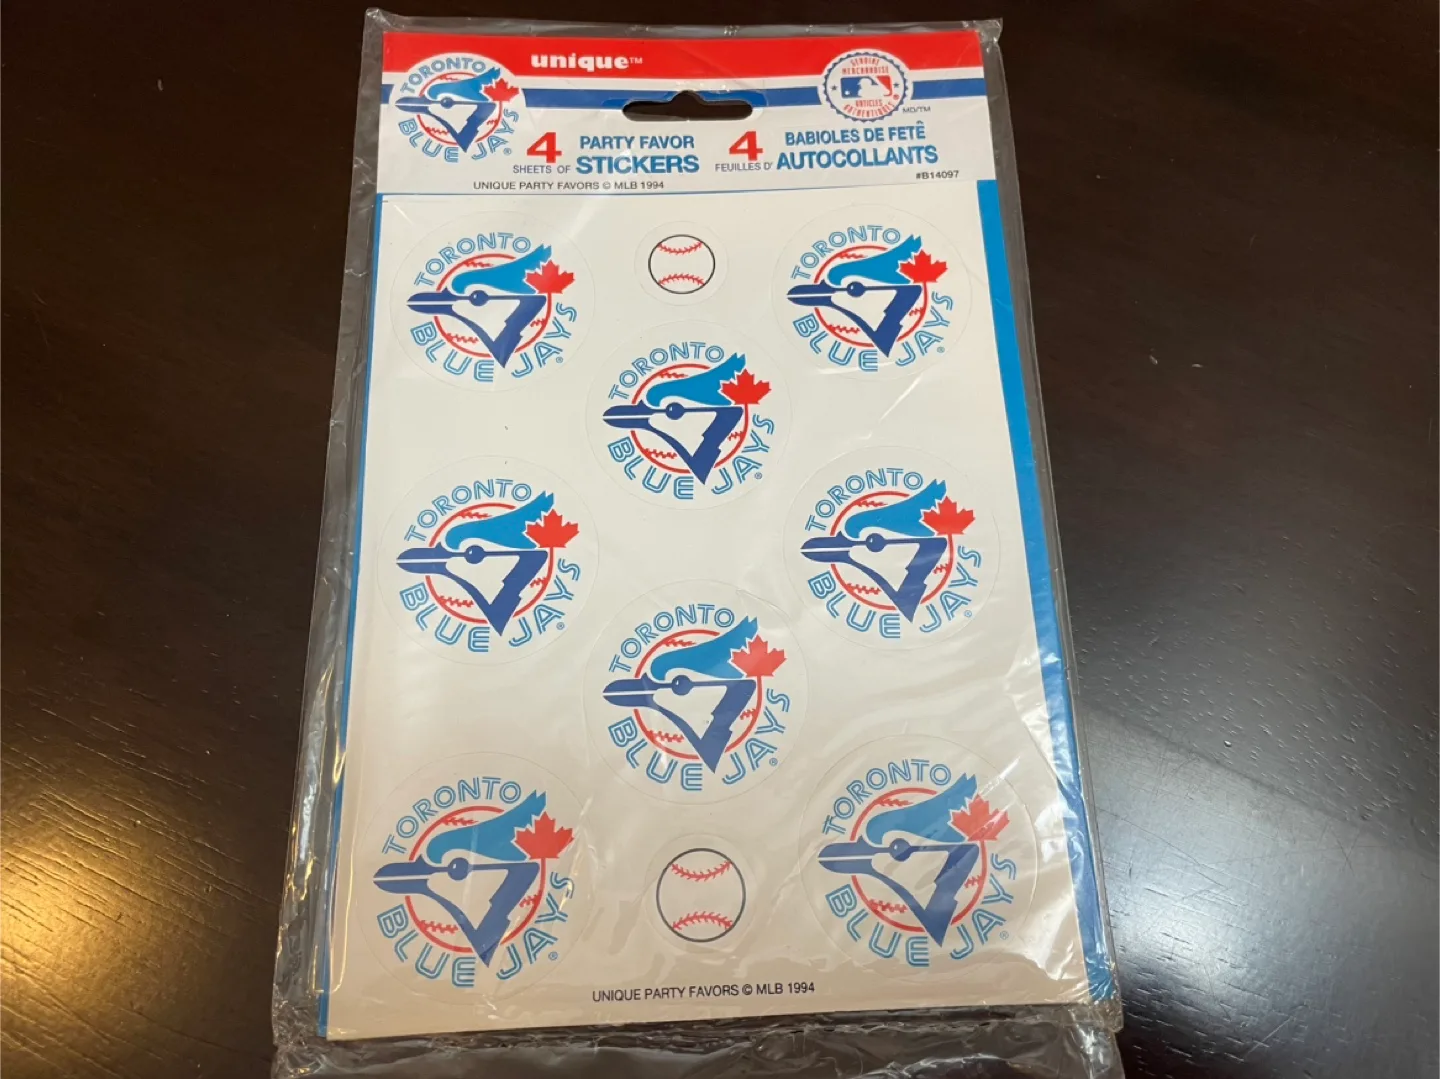 unique™
TORONTO
BLUE JAYS®
GENUINE
MERCHANDISE
ARTICLES
AUTHENTIQUES
MD/TM
4
SHEETS OF
PARTY FAVOR
STICKERS
4
FEUILLES D'
BABIOLES DE FETÊ
AUTOCOLLANTS
#B14097
UNIQUE PARTY FAVORS © MLB 1994
TORONTO
BLUE JAYS®
TORONTO
BLUE JAYS®
TORONTO
BLUE JAYS®
TORONTO
BLUE JAYS®
TORONTO
BLUE JAYS®
TORONTO
BLUE JAYS®
TORONTO
BLUE JAYS®
TORONTO
BLUE JAYS®
UNIQUE PARTY FAVORS © MLB 1994